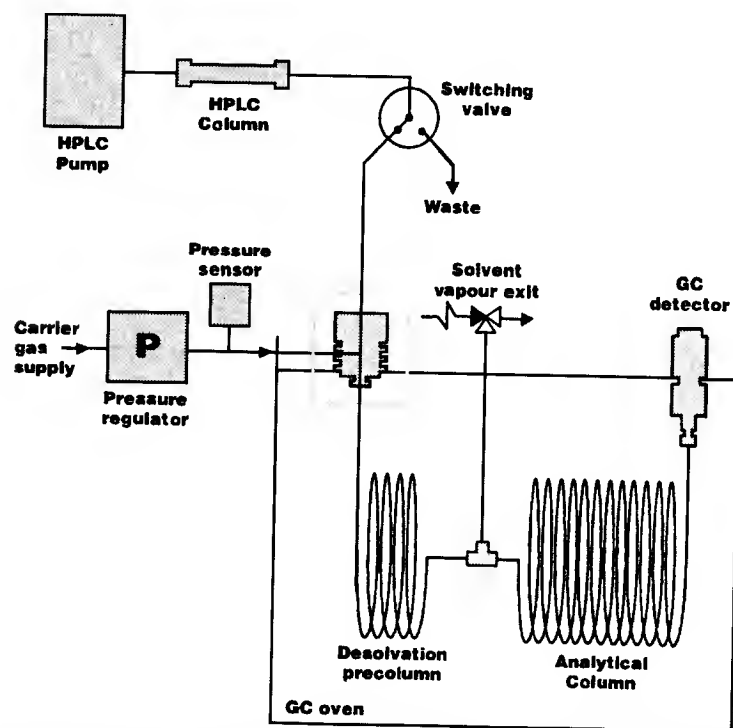 HPLC
Pump
HPLC
Column
Switching
valve
Waste
Pressure
sensor
Solvent
vapour exit
GC
detector
Carrier
gas
supply
P
Pressure
regulator
Desolvation
precolumn
Analytical
Column
GC oven